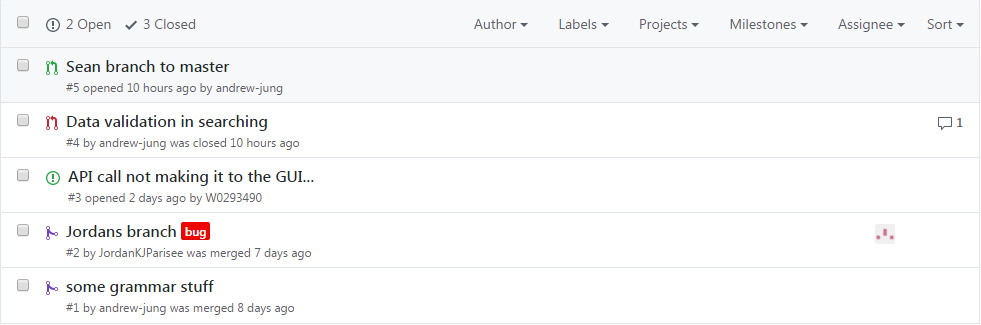 2 Open 3 Closed Author Labels Projects Milestones Assignee Sort
Sean branch to master
#5 opened 10 hours ago by andrew-jung
Data validation in searching 1
#4 by andrew-jung was closed 10 hours ago
API call not making it to the GUI...
#3 opened 2 days ago by W0293490
Jordans branch bug
#2 by JordanKJParisee was merged 7 days ago
some grammar stuff
#1 by andrew-jung was merged 8 days ago